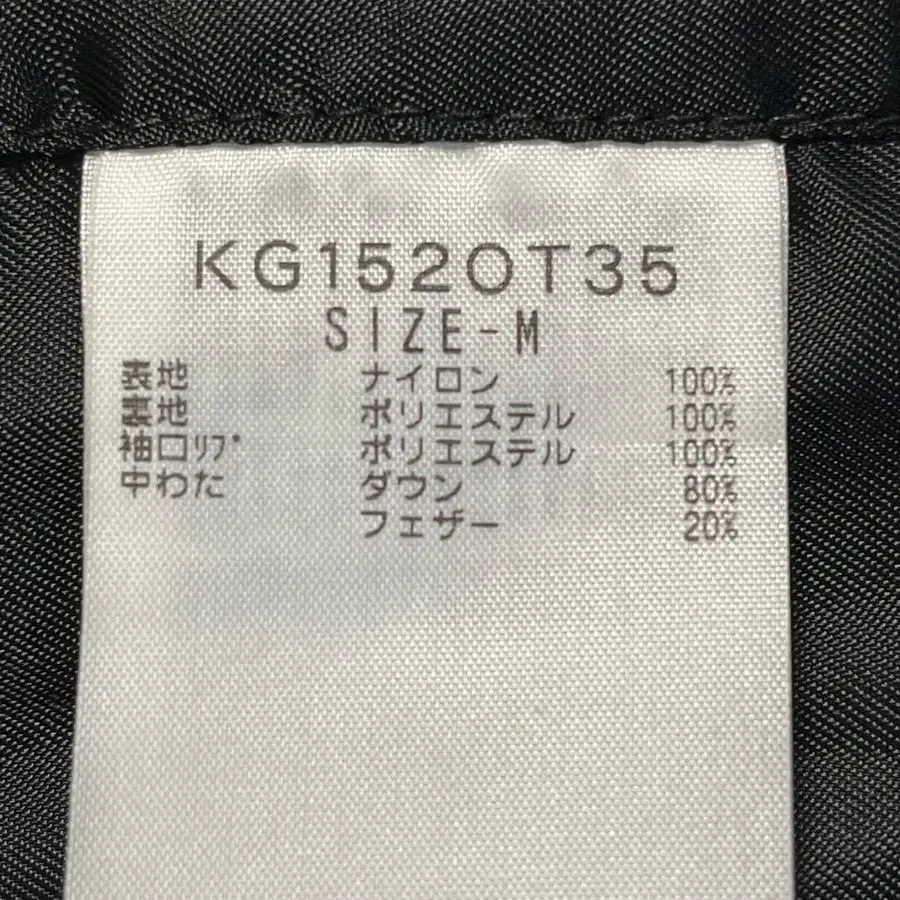 KG1520T35
SIZE-M
表地 ナイロン 100%
裏地 ポリエステル 100%
袖口ﾘﾌﾞ ポリエステル 100%
中わた ダウン 80%
フェザー 20%